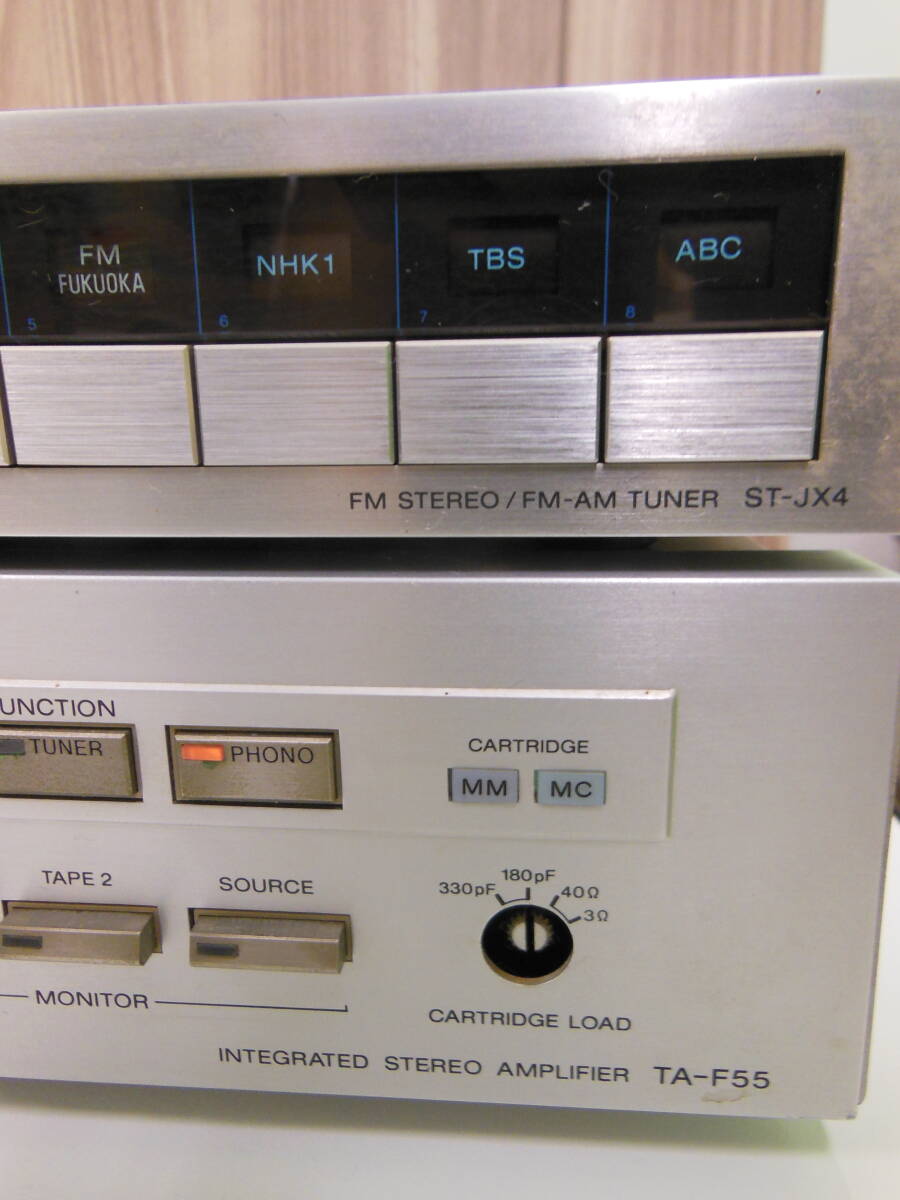 FM NHK1 TBS ABC
FUKUOKA
5 6 7 8
FM STEREO / FM-AM TUNER ST-JX4
UNCTION
TUNER PHONO
CARTRIDGE
MM MC
TAPE 2 SOURCE
MONITOR
180pF
330pF 40Ω
3Ω
CARTRIDGE LOAD
INTEGRATED STEREO AMPLIFIER TA-F55